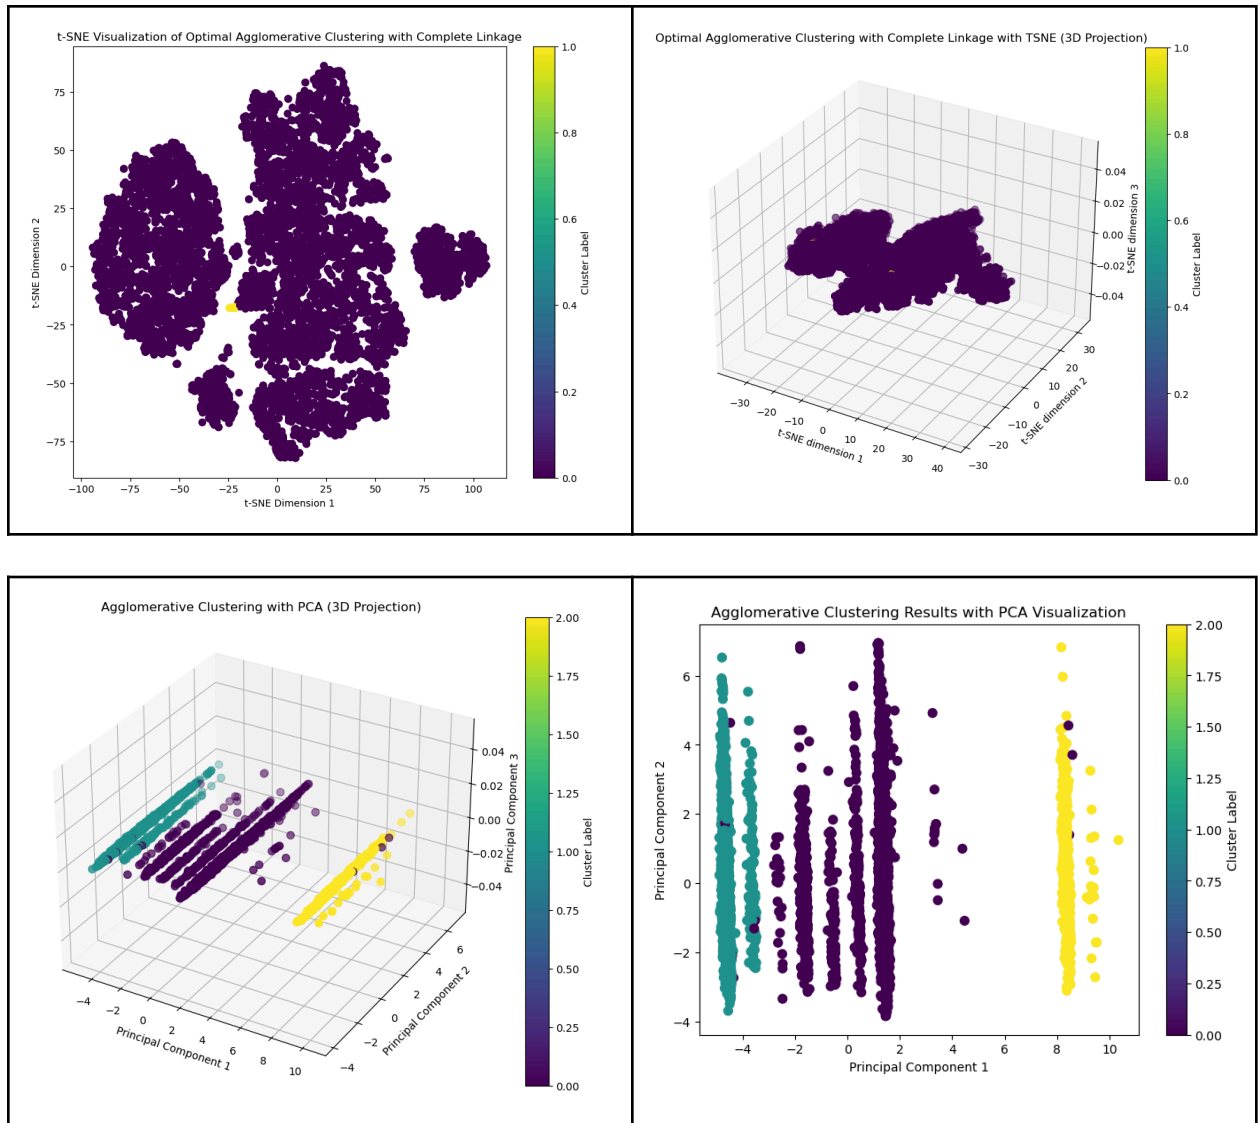 t-SNE Visualization of Optimal Agglomerative Clustering with Complete Linkage
75
50
25
0
−25
−50
−75
t-SNE Dimension 2
−100 −75 −50 −25 0 25 50 75 100
t-SNE Dimension 1
1.0
0.8
0.6
0.4
0.2
0.0
Cluster Label
Optimal Agglomerative Clustering with Complete Linkage with TSNE (3D Projection)
0.04
0.02
0.00
−0.02
−0.04
t-SNE dimension 3
−30 −20 −10 0 10 20 30 40
t-SNE dimension 1
−30 −20 −10 0 10 20 30
t-SNE dimension 2
1.0
0.8
0.6
0.4
0.2
0.0
Cluster Label
Agglomerative Clustering with PCA (3D Projection)
0.04
0.02
0.00
−0.02
−0.04
Principal Component 3
−4 −2 0 2 4 6 8 10
Principal Component 1
−4 −2 0 2 4 6
Principal Component 2
2.00
1.75
1.50
1.25
1.00
0.75
0.50
0.25
0.00
Cluster Label
Agglomerative Clustering Results with PCA Visualization
6
4
2
0
−2
−4
Principal Component 2
−4 −2 0 2 4 6 8 10
Principal Component 1
2.00
1.75
1.50
1.25
1.00
0.75
0.50
0.25
0.00
Cluster Label